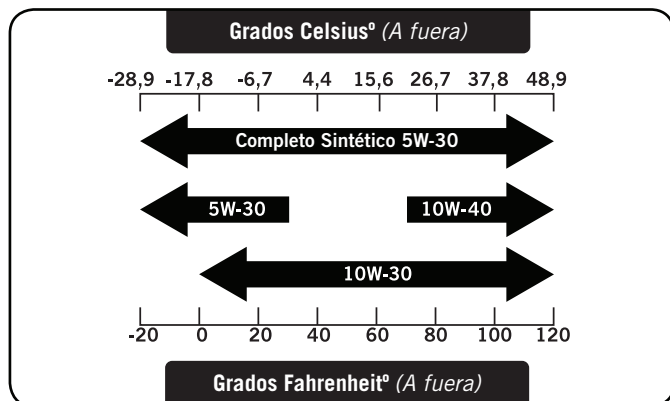 Grados Celsiusº (A fuera)
-28,9 -17,8 -6,7 4,4 15,6 26,7 37,8 48,9
Completo Sintético 5W-30
5W-30 10W-40
10W-30
-20 0 20 40 60 80 100 120
Grados Fahrenheitº (A fuera)